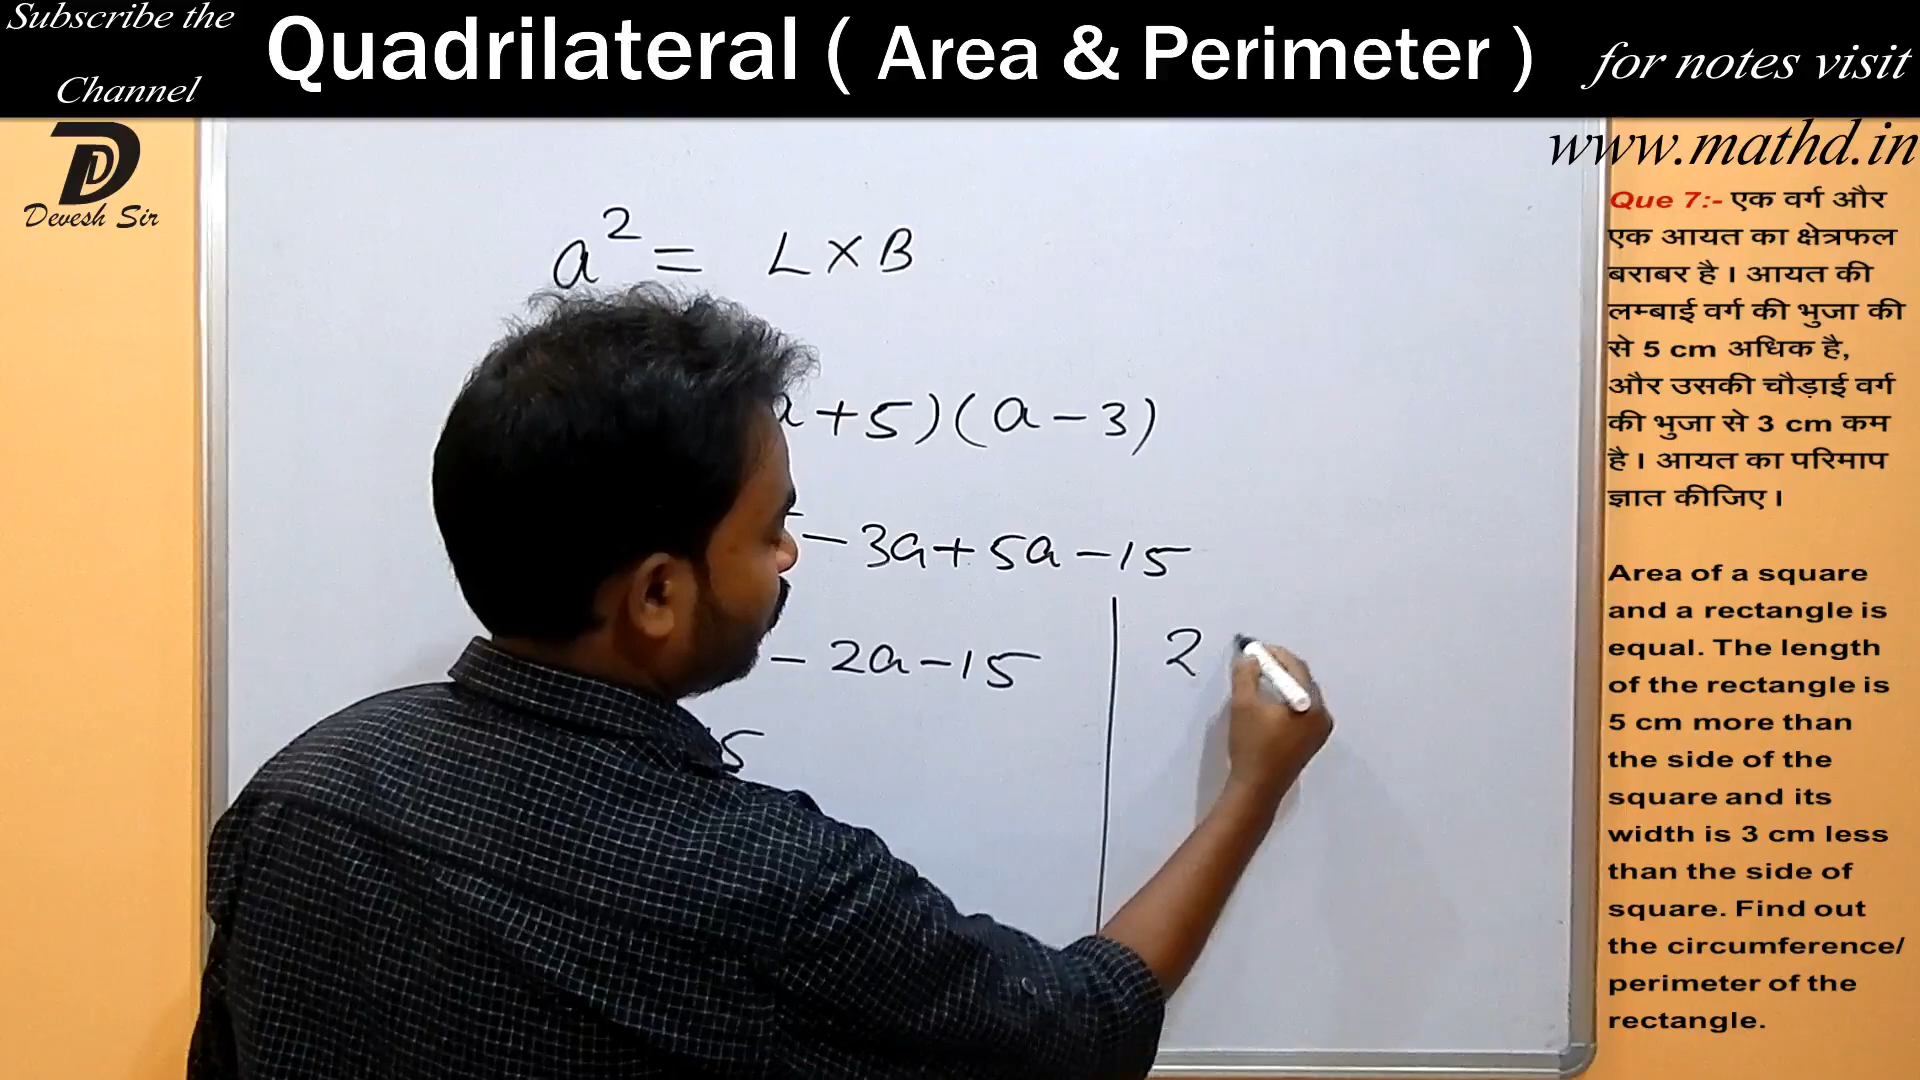 Subscribe the
Channel
Quadrilateral ( Area & Perimeter )
for notes visit
www.mathd.in
D
Devesh Sir
Que 7:- एक वर्ग और
एक आयत का क्षेत्रफल
बराबर है । आयत की
लम्बाई वर्ग की भुजा की
से 5 cm अधिक है,
और उसकी चौड़ाई वर्ग
की भुजा से 3 cm कम
है । आयत का परिमाप
ज्ञात कीजिए ।
Area of a square
and a rectangle is
equal. The length
of the rectangle is
5 cm more than
the side of the
square and its
width is 3 cm less
than the side of
square. Find out
the circumference/
perimeter of the
rectangle.
a² = L×B
+5)(a-3)
-3a+5a-15
-2a-15
5
2